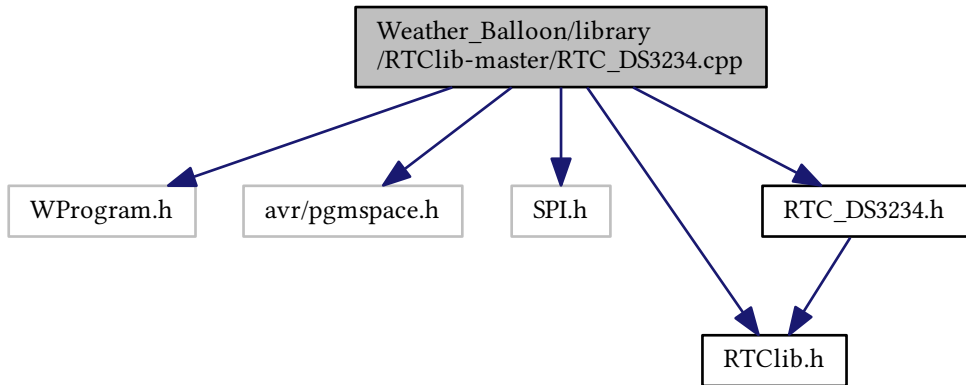 Weather_Balloon/library
/RTClib-master/RTC_DS3234.cpp
WProgram.h
avr/pgmspace.h
SPI.h
RTC_DS3234.h
RTClib.h